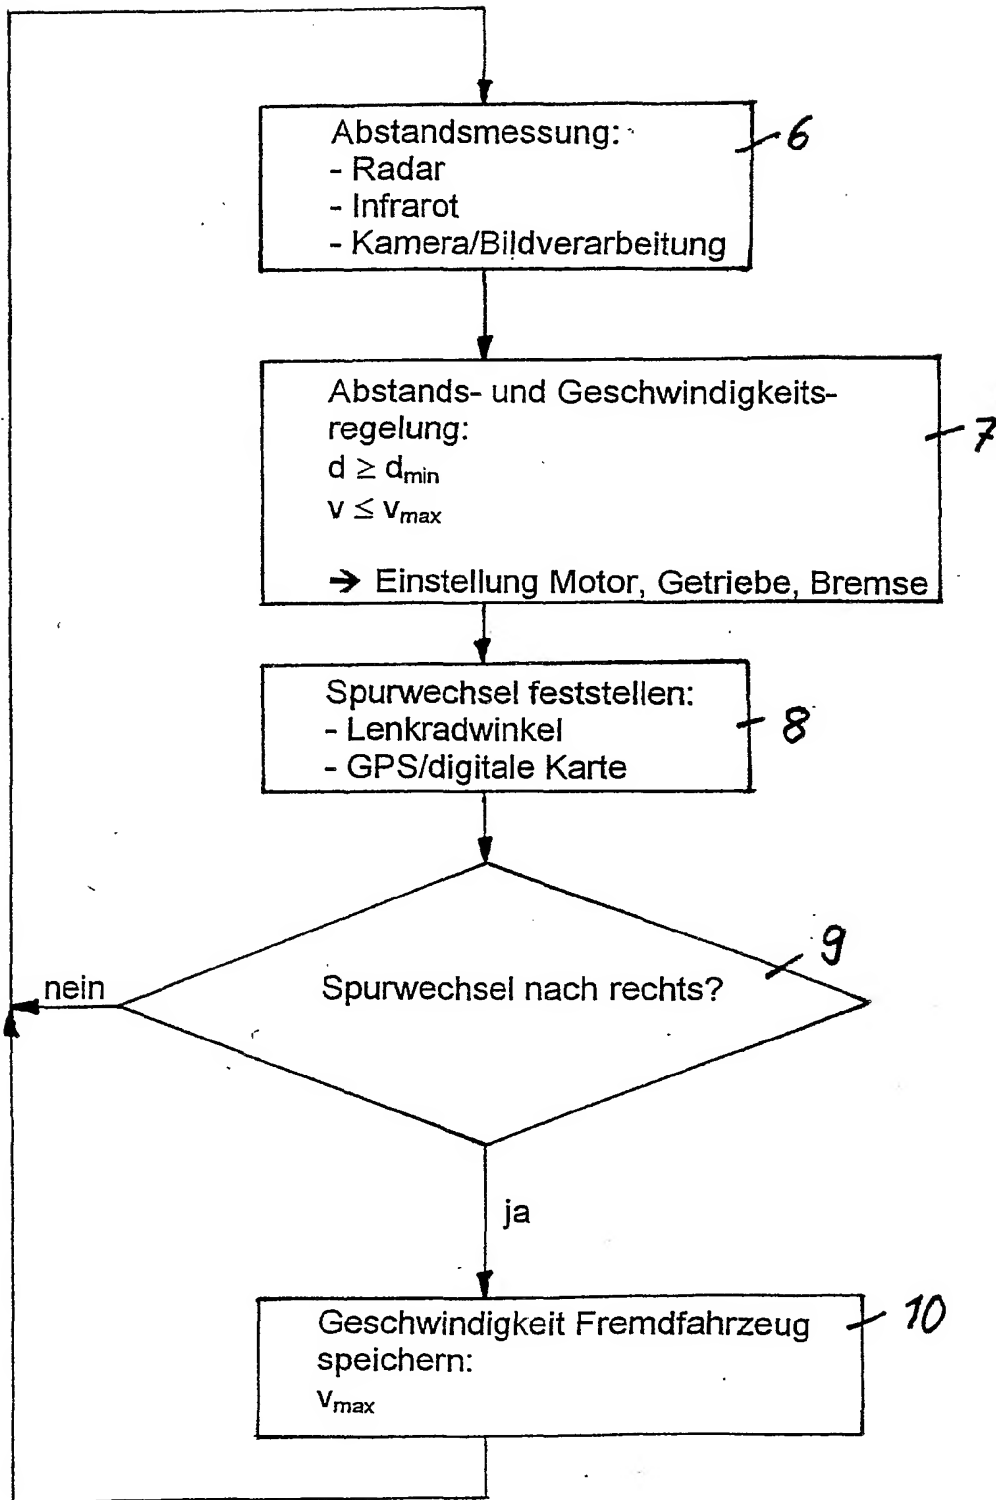 Abstandsmessung:
- Radar
- Infrarot
- Kamera/Bildverarbeitung
6
Abstands- und Geschwindigkeits-
regelung:
d ≥ dmin
v ≤ vmax
→ Einstellung Motor, Getriebe, Bremse
7
Spurwechsel feststellen:
- Lenkradwinkel
- GPS/digitale Karte
8
9
nein
Spurwechsel nach rechts?
ja
Geschwindigkeit Fremdfahrzeug
speichern:
vmax
10